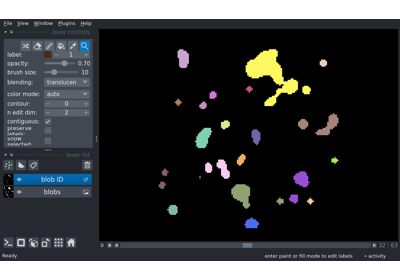 File View Window Plugins Help
layer controls
label: 1
opacity: 0.70
brush size: 10
blending: translucen
color mode: auto
contour: 0
n edit dim: 2
contiguous:
preserve labels:
show selected:
layer list
blob ID
blobs
0
32 63
enter paint or fill mode to edit labels activity